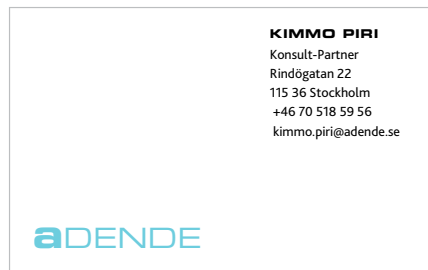 KIMMO PIRI
Konsult-Partner
Rindögatan 22
115 36 Stockholm
+46 70 518 59 56
kimmo.piri@adende.se
aDENDE